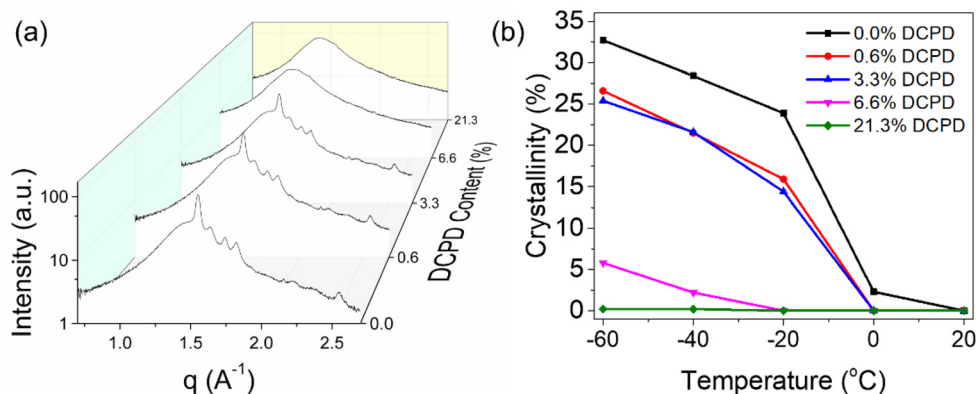 (a)
Intensity (a.u.)
100
10
1
1.0
1.5
2.0
2.5
q (A⁻¹)
0.0
0.6
3.3
6.6
21.3
DCPD Content (%)
(b)
Crystallinity (%)
35
30
25
20
15
10
5
0
-60
-40
-20
0
20
Temperature (°C)
0.0% DCPD
0.6% DCPD
3.3% DCPD
6.6% DCPD
21.3% DCPD